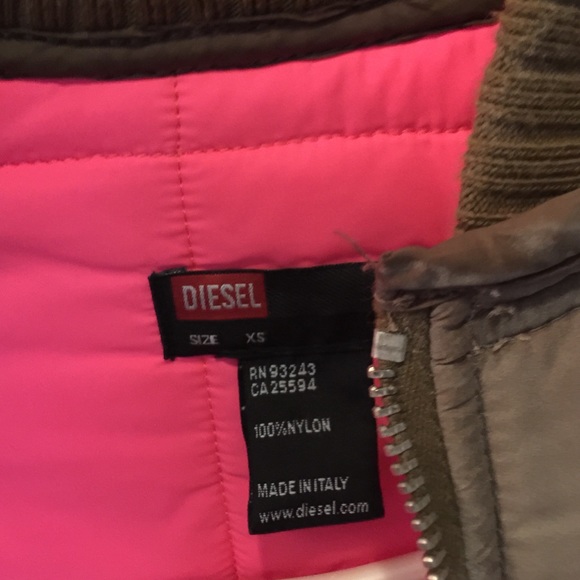 DIESEL
SIZE XS
RN 93243
CA 25594
100%NYLON
MADE IN ITALY
www.diesel.com